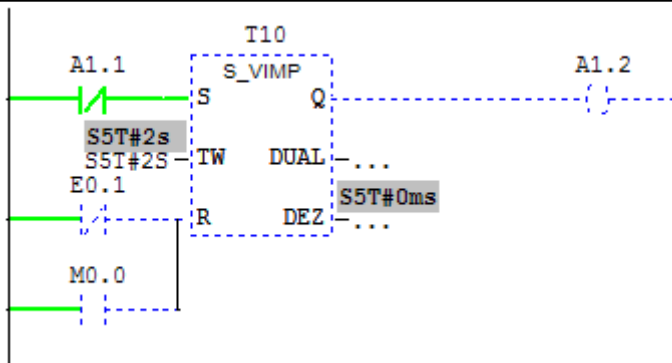 T10
A1.1
S_VIMP
A1.2
S
Q
S5T#2s
S5T#2S
TW
DUAL
...
E0.1
S5T#0ms
R
DEZ
...
M0.0